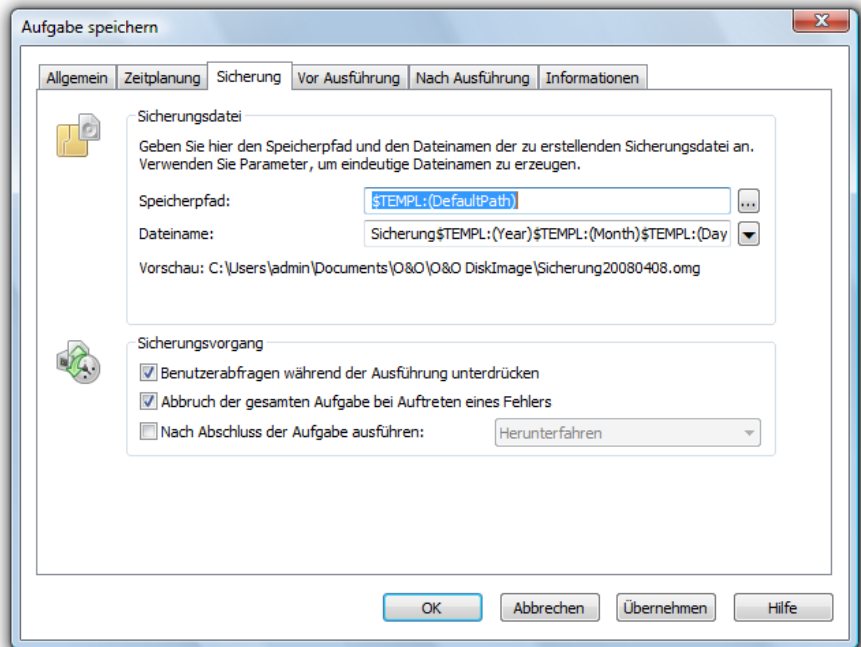 Aufgabe speichern
Allgemein Zeitplanung Sicherung Vor Ausführung Nach Ausführung Informationen
Sicherungsdatei
Geben Sie hier den Speicherpfad und den Dateinamen der zu erstellenden Sicherungsdatei an.
Verwenden Sie Parameter, um eindeutige Dateinamen zu erzeugen.
Speicherpfad: $TEMPL:(DefaultPath) ...
Dateiname: Sicherung$TEMPL:(Year)$TEMPL:(Month)$TEMPL:(Day
Vorschau: C:\Users\admin\Documents\O&O\O&O DiskImage\Sicherung20080408.omg
Sicherungsvorgang
Benutzerabfragen während der Ausführung unterdrücken
Abbruch der gesamten Aufgabe bei Auftreten eines Fehlers
Nach Abschluss der Aufgabe ausführen: Herunterfahren
OK Abbrechen Übernehmen Hilfe